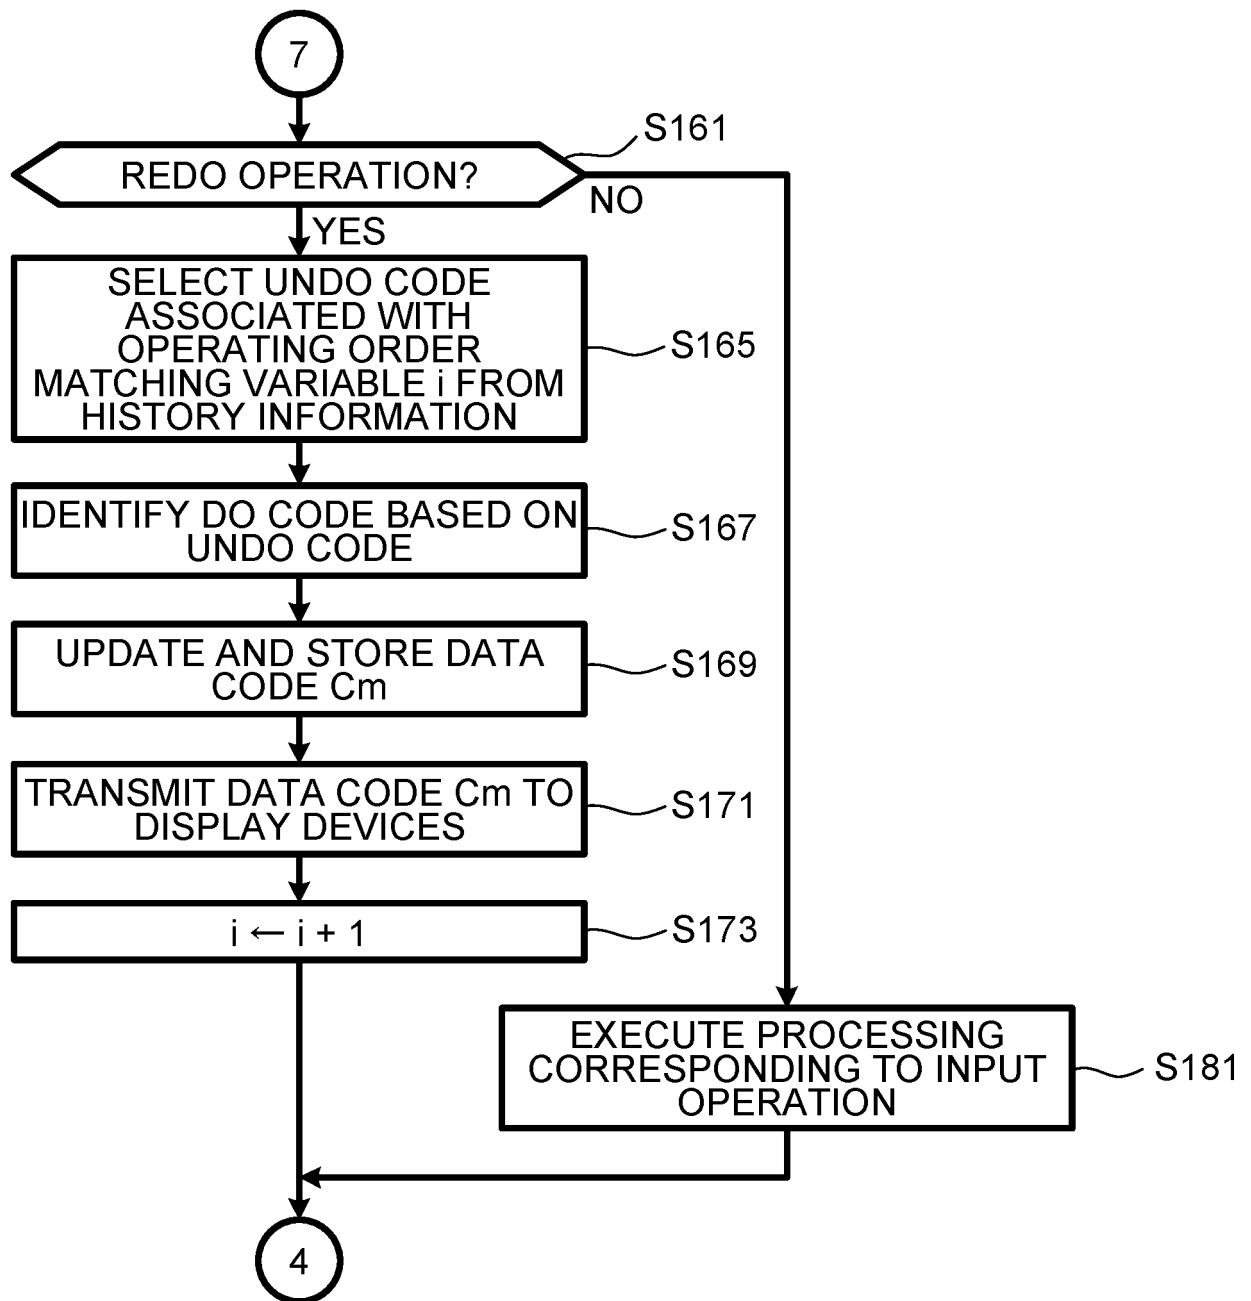 7
S161
REDO OPERATION?
NO
YES
SELECT UNDO CODE
ASSOCIATED WITH
OPERATING ORDER
MATCHING VARIABLE i FROM
HISTORY INFORMATION
S165
IDENTIFY DO CODE BASED ON
UNDO CODE
S167
UPDATE AND STORE DATA
CODE Cm
S169
TRANSMIT DATA CODE Cm TO
DISPLAY DEVICES
S171
i ← i + 1
S173
EXECUTE PROCESSING
CORRESPONDING TO INPUT
OPERATION
S181
4